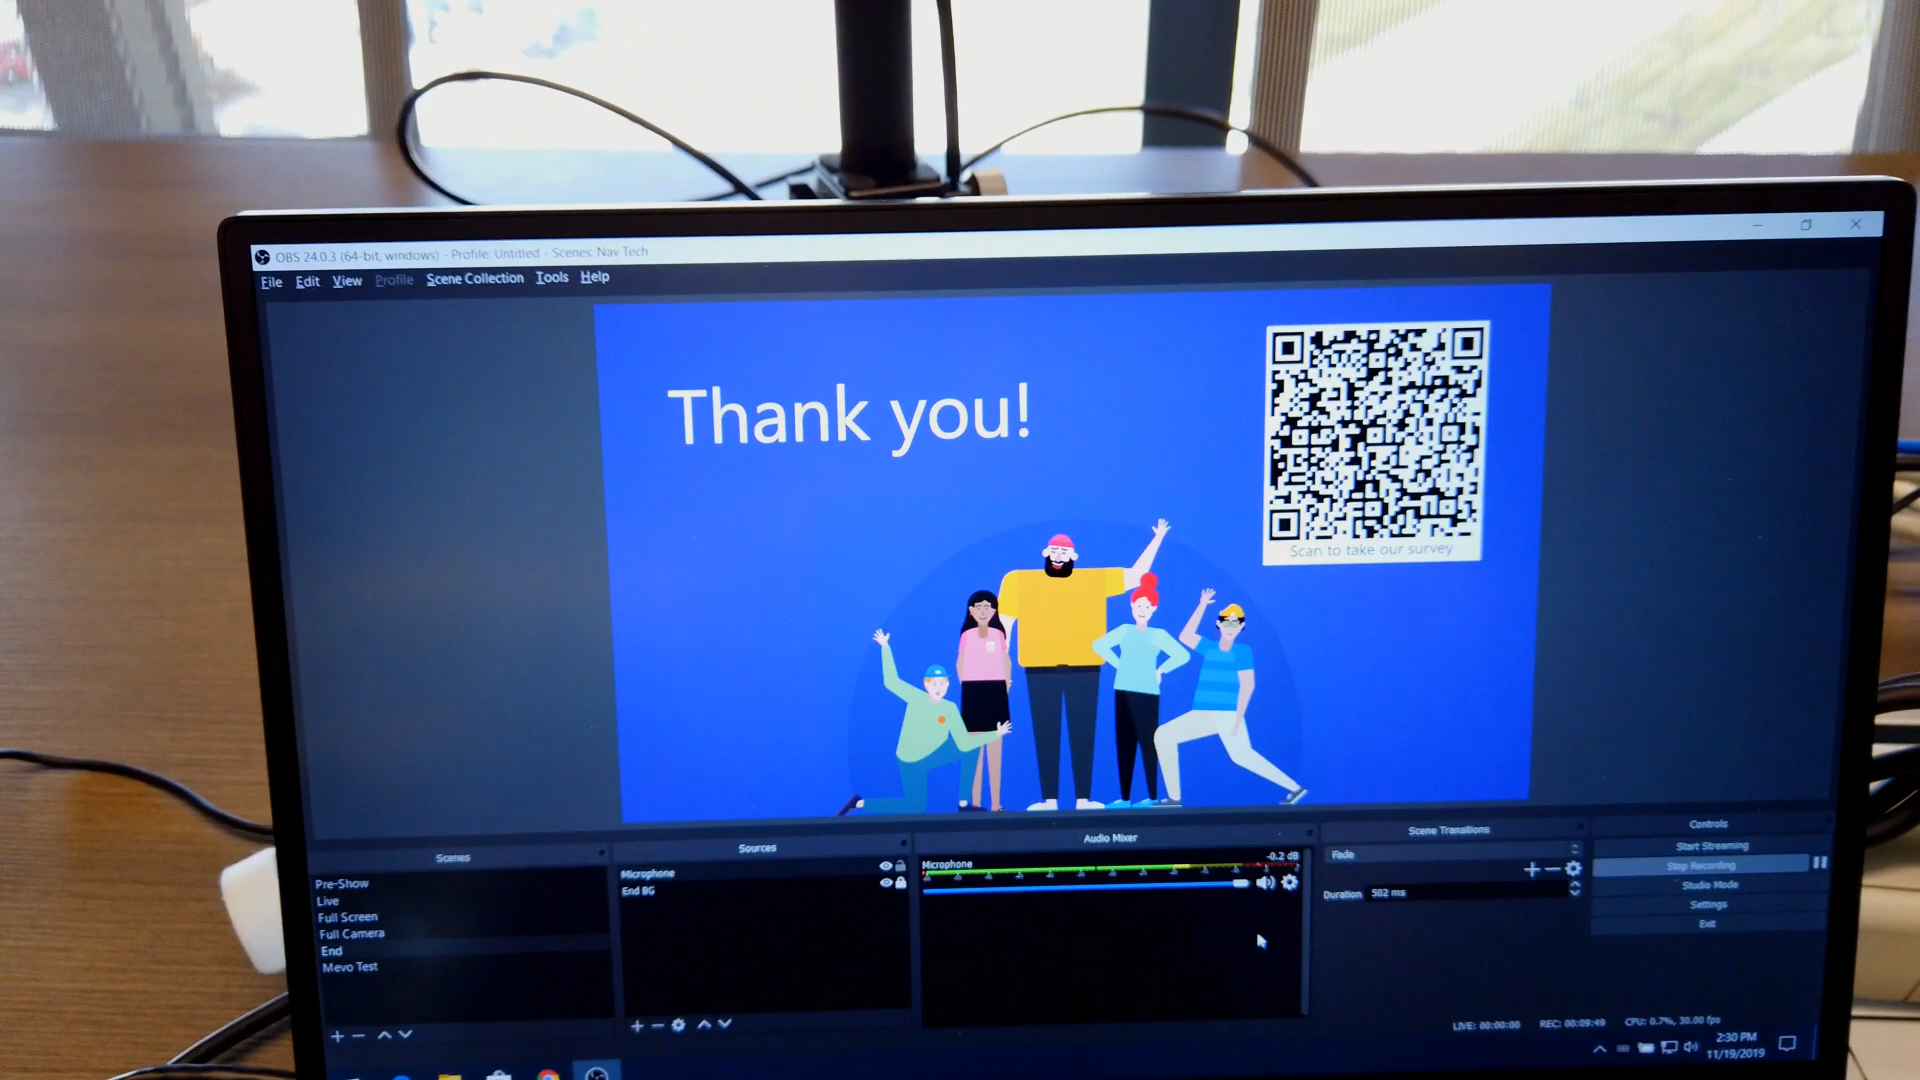 OBS 24.0.3 (64-bit, windows) - Profile: Untitled - Scenes: Nav Tech
File Edit View Profile Scene Collection Tools Help
Thank you!
Scan to take our survey
Scenes
Pre-Show
Live
Full Screen
Full Camera
End
Mevo Test
Sources
Microphone
End BG
Audio Mixer
Microphone -0.2 dB
Scene Transitions
Fade
Duration 502 ms
Controls
Start Streaming
Stop Recording
Studio Mode
Settings
Exit
LIVE: 00:00:00 REC: 00:09:49 CPU: 0.7%, 30.00 fps
2:30 PM
11/19/2019